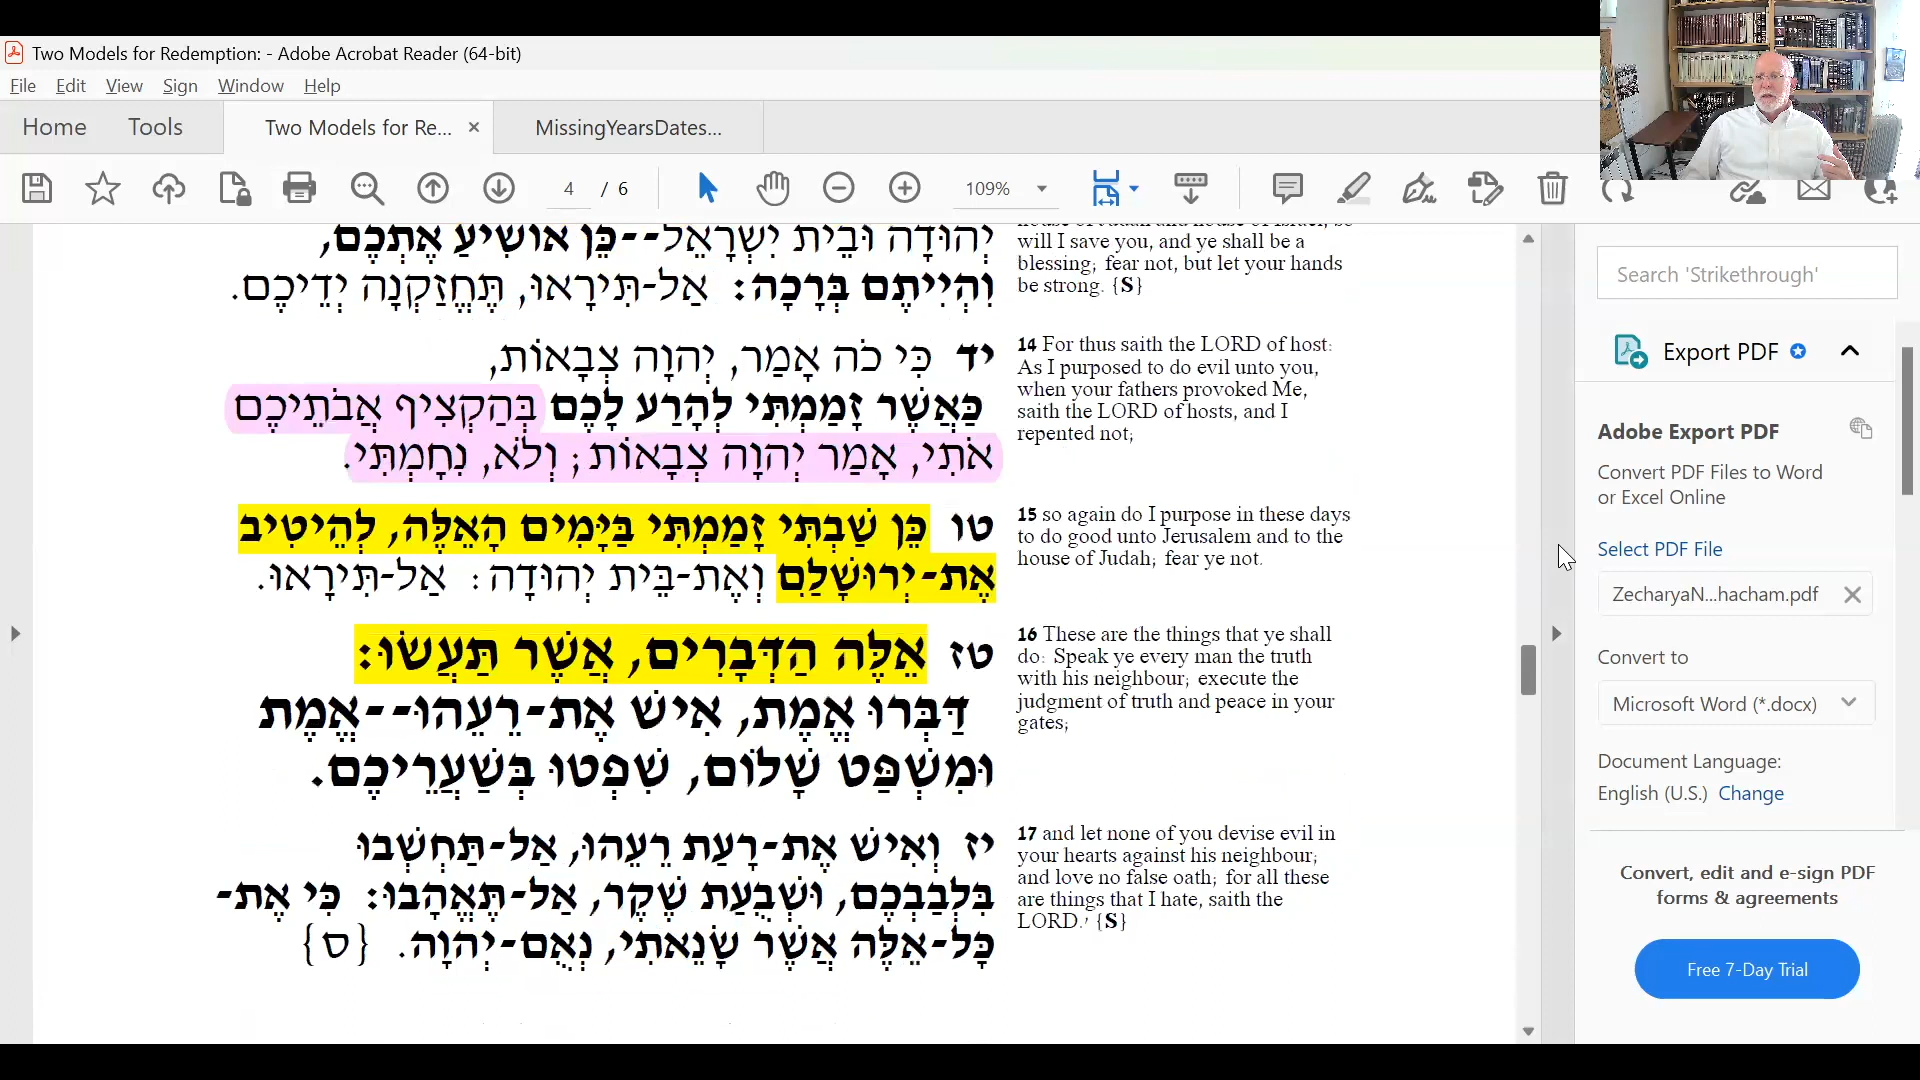 Two Models for Redemption: - Adobe Acrobat Reader (64-bit)
File Edit View Sign Window Help
Home Tools Two Models for Re... × MissingYearsDates...
4 / 6 109%
יְהוּדָה וּבֵית יִשְׂרָאֵל--כֵּן אוֹשִׁיעַ אֶתְכֶם,
וִהְיִיתֶם בְּרָכָה: אַל-תִּירָאוּ, תֶּחֱזַקְנָה יְדֵיכֶם.
will I save you, and ye shall be a
blessing; fear not, but let your hands
be strong. {S}
יד כִּי כֹה אָמַר, יְהוָה צְבָאוֹת,
כַּאֲשֶׁר זָמַמְתִּי לְהָרַע לָכֶם בְּהַקְצִיף אֲבֹתֵיכֶם
אֹתִי, אָמַר יְהוָה צְבָאוֹת; וְלֹא, נִחָמְתִּי.
14 For thus saith the LORD of host:
As I purposed to do evil unto you,
when your fathers provoked Me,
saith the LORD of hosts, and I
repented not;
טו כֵּן שַׁבְתִּי זָמַמְתִּי בַּיָּמִים הָאֵלֶּה, לְהֵיטִיב
אֶת-יְרוּשָׁלִַם וְאֶת-בֵּית יְהוּדָה: אַל-תִּירָאוּ.
15 so again do I purpose in these days
to do good unto Jerusalem and to the
house of Judah; fear ye not.
טז אֵלֶּה הַדְּבָרִים, אֲשֶׁר תַּעֲשׂוּ:
דַּבְּרוּ אֱמֶת, אִישׁ אֶת-רֵעֵהוּ--אֱמֶת
וּמִשְׁפַּט שָׁלוֹם, שִׁפְטוּ בְּשַׁעֲרֵיכֶם.
16 These are the things that ye shall
do: Speak ye every man the truth
with his neighbour; execute the
judgment of truth and peace in your
gates;
יז וְאִישׁ אֶת-רָעַת רֵעֵהוּ, אַל-תַּחְשְׁבוּ
בִּלְבַבְכֶם, וּשְׁבֻעַת שֶׁקֶר, אַל-תֶּאֱהָבוּ: כִּי אֶת-
כָּל-אֵלֶּה אֲשֶׁר שָׂנֵאתִי, נְאֻם-יְהוָה. {ס}
17 and let none of you devise evil in
your hearts against his neighbour;
and love no false oath; for all these
are things that I hate, saith the
LORD.' {S}
Search 'Strikethrough'
Export PDF
Adobe Export PDF
Convert PDF Files to Word
or Excel Online
Select PDF File
ZecharyaN...hacham.pdf
Convert to
Microsoft Word (*.docx)
Document Language:
English (U.S.) Change
Convert, edit and e-sign PDF
forms & agreements
Free 7-Day Trial